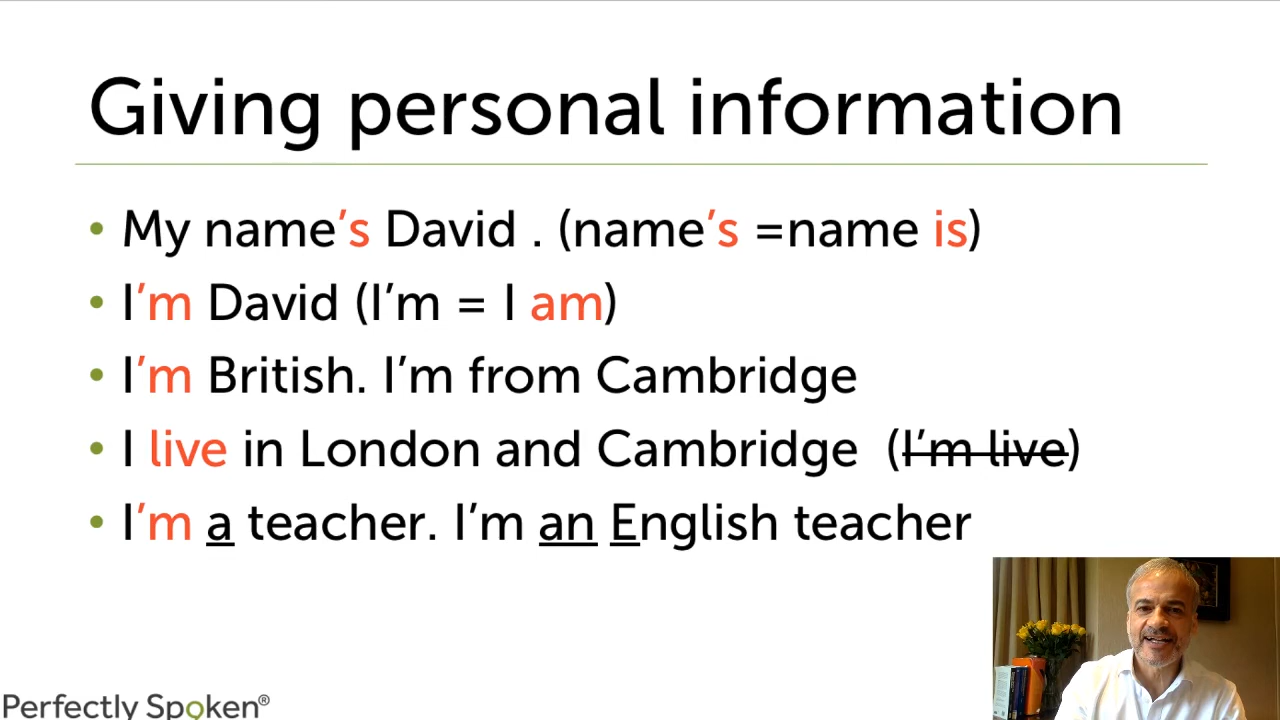 Giving personal information
• My name’s David . (name’s =name is)
• I’m David (I’m = I am)
• I’m British. I’m from Cambridge
• I live in London and Cambridge (I’m live)
• I’m a teacher. I’m an English teacher
Perfectly Spoken®